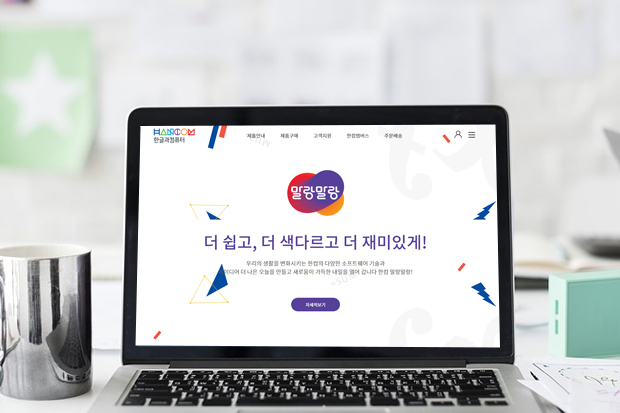 HANCOM
한글과컴퓨터
제품안내 제품구매 고객지원 한컴멤버스 주문배송
말랑말랑
더 쉽고, 더 색다르고 더 재미있게!
우리의 생활을 변화시키는 한컴의 다양한 소프트웨어 기술과
아이디어 더 나은 오늘을 만들고 새로움이 가득한 내일을 열어 갑니다 한컴 말랑말랑!
자세히보기